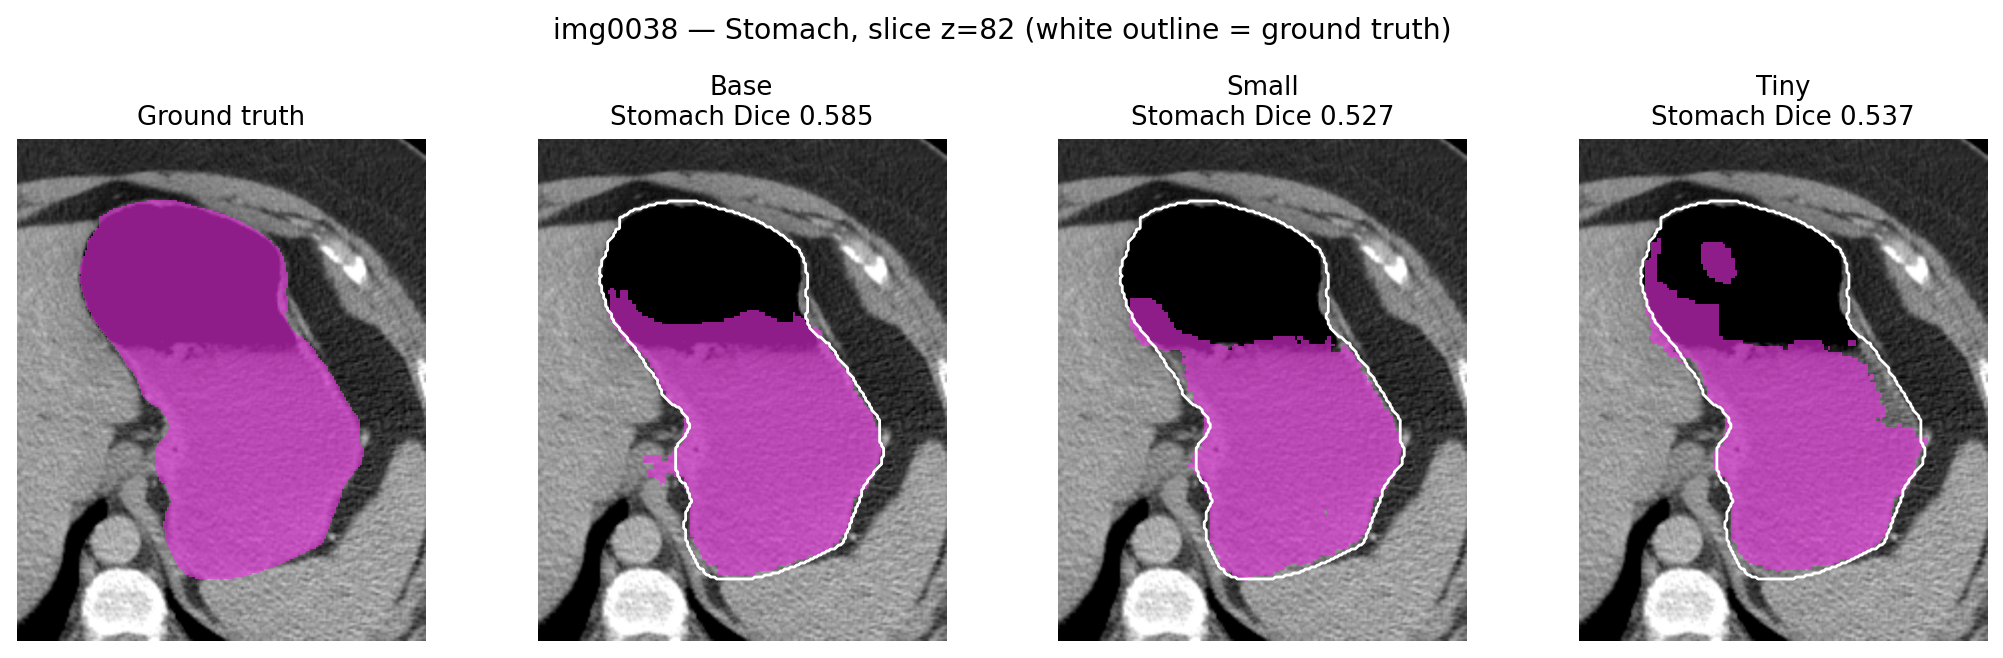 img0038 — Stomach, slice z=82 (white outline = ground truth)
Ground truth
Base
Stomach Dice 0.585
Small
Stomach Dice 0.527
Tiny
Stomach Dice 0.537